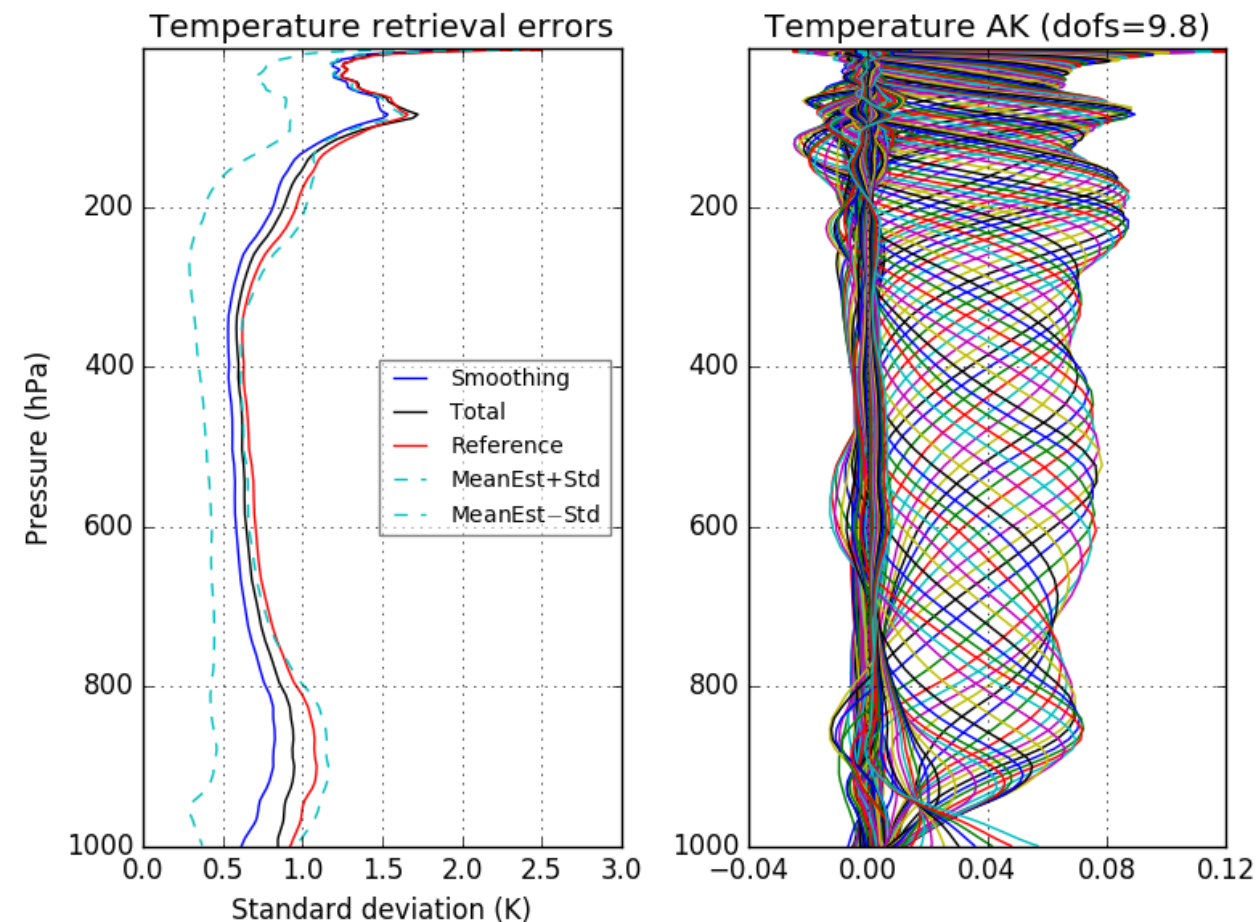 Temperature retrieval errors
Pressure (hPa)
200
400
600
800
1000
Smoothing
Total
Reference
MeanEst+Std
MeanEst−Std
0.0 0.5 1.0 1.5 2.0 2.5 3.0
Standard deviation (K)
Temperature AK (dofs=9.8)
200
400
600
800
1000
−0.04 0.00 0.04 0.08 0.12